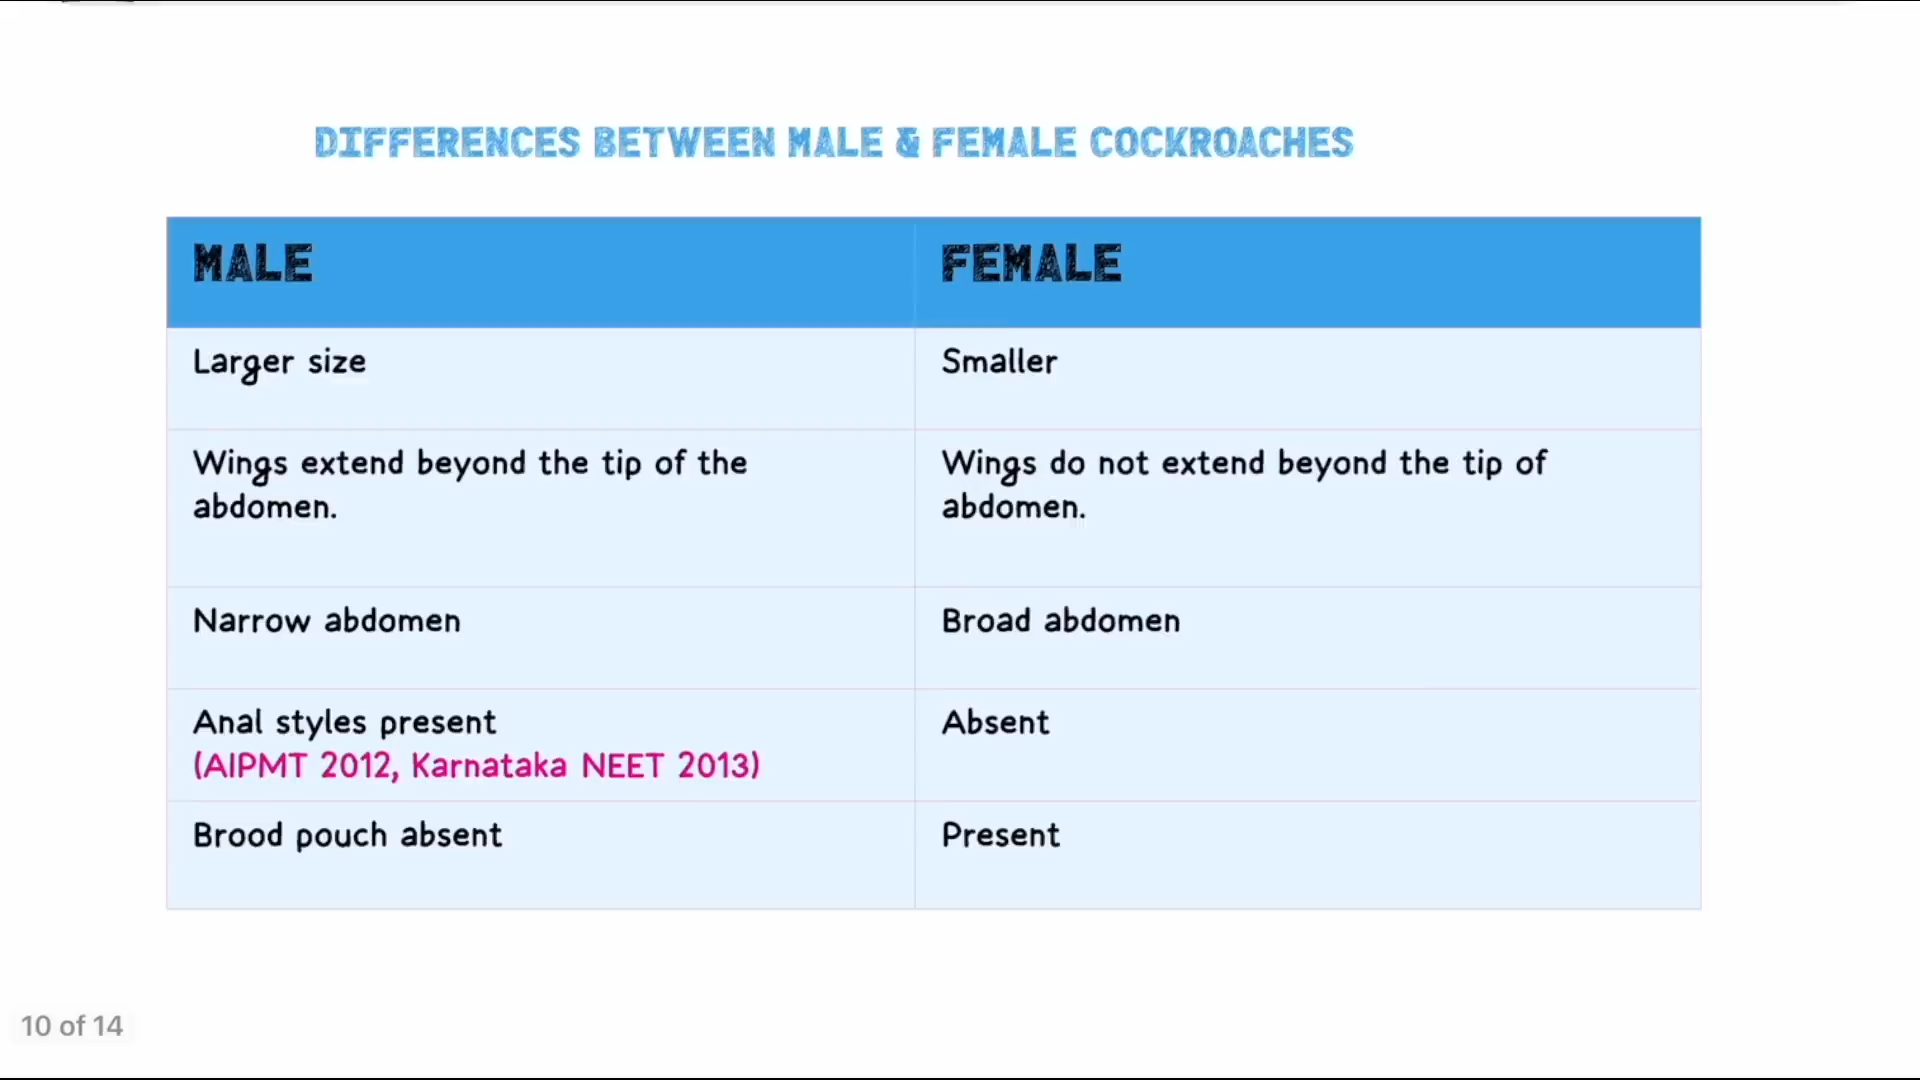 DIFFERENCES BETWEEN MALE & FEMALE COCKROACHES
MALE
FEMALE
Larger size
Smaller
Wings extend beyond the tip of the
abdomen.
Wings do not extend beyond the tip of
abdomen.
Narrow abdomen
Broad abdomen
Anal styles present
(AIPMT 2012, Karnataka NEET 2013)
Absent
Brood pouch absent
Present
10 of 14